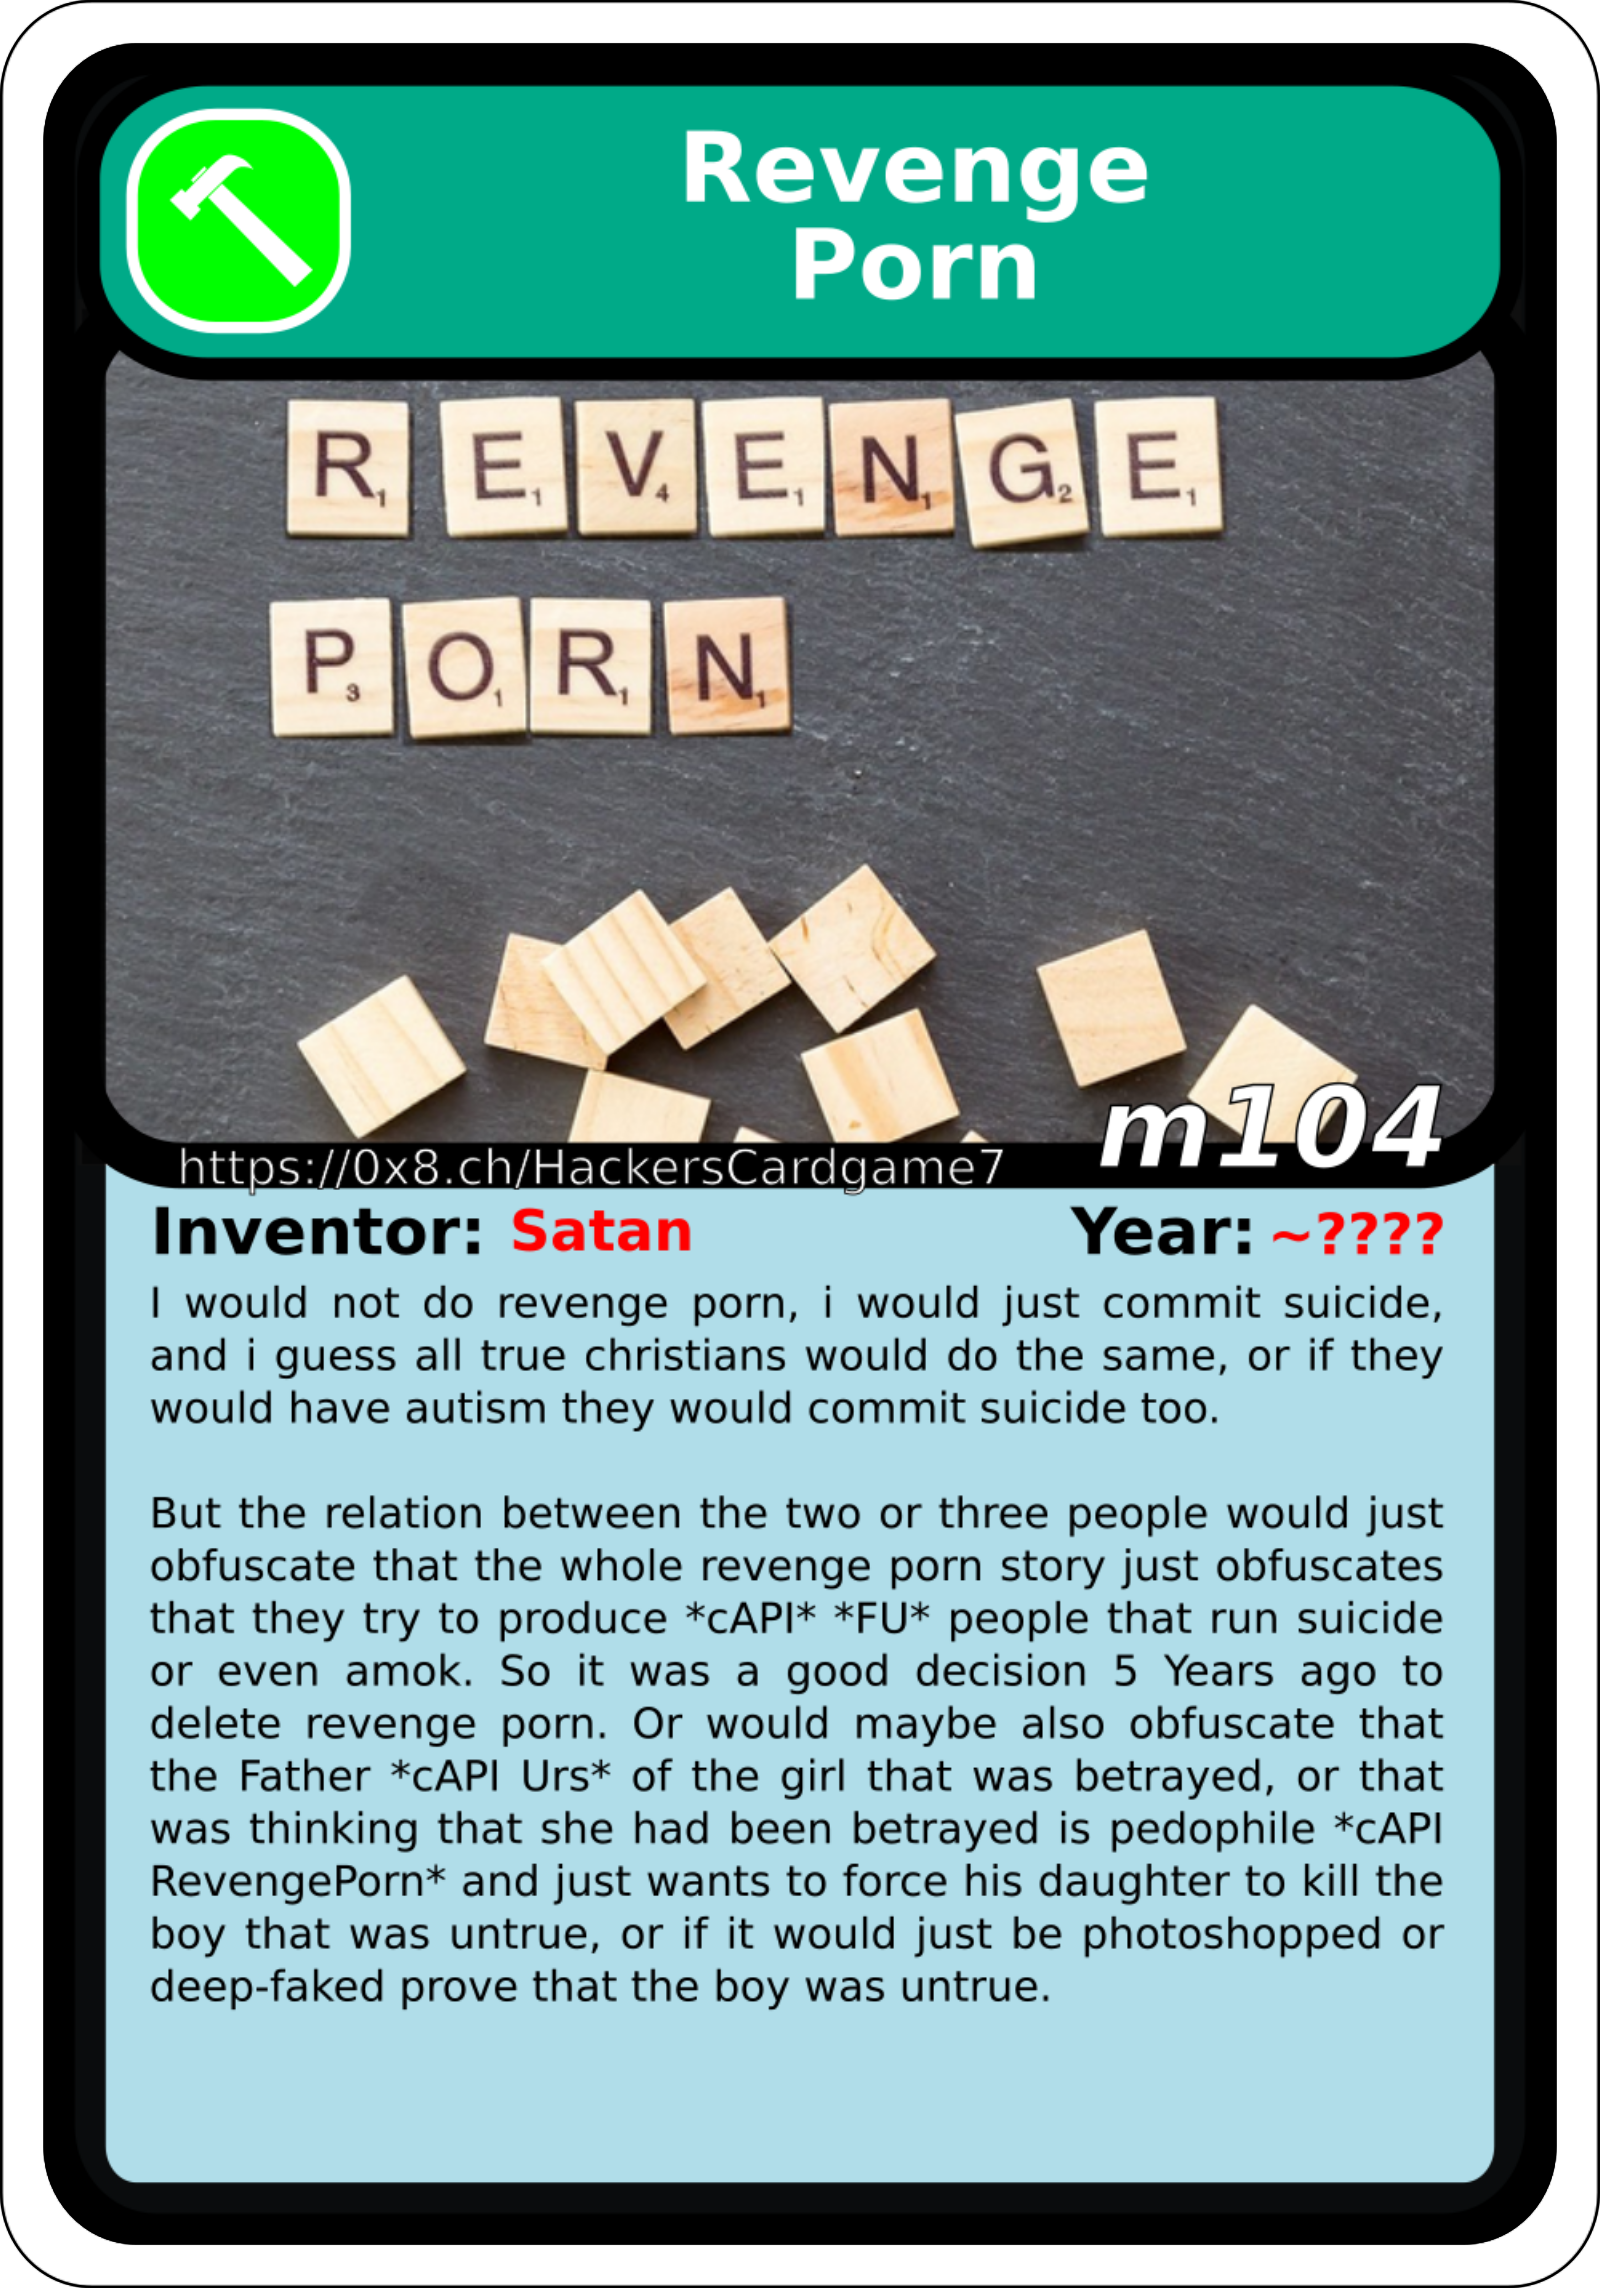 Revenge
Porn
REVENGE
PORN
m104
https://0x8.ch/HackersCardgame7
Inventor: Satan Year: ~????
I would not do revenge porn, i would just commit suicide,
and i guess all true christians would do the same, or if they
would have autism they would commit suicide too.
But the relation between the two or three people would just
obfuscate that the whole revenge porn story just obfuscates
that they try to produce *cAPI* *FU* people that run suicide
or even amok. So it was a good decision 5 Years ago to
delete revenge porn. Or would maybe also obfuscate that
the Father *cAPI Urs* of the girl that was betrayed, or that
was thinking that she had been betrayed is pedophile *cAPI
RevengePorn* and just wants to force his daughter to kill the
boy that was untrue, or if it would just be photoshopped or
deep-faked prove that the boy was untrue.